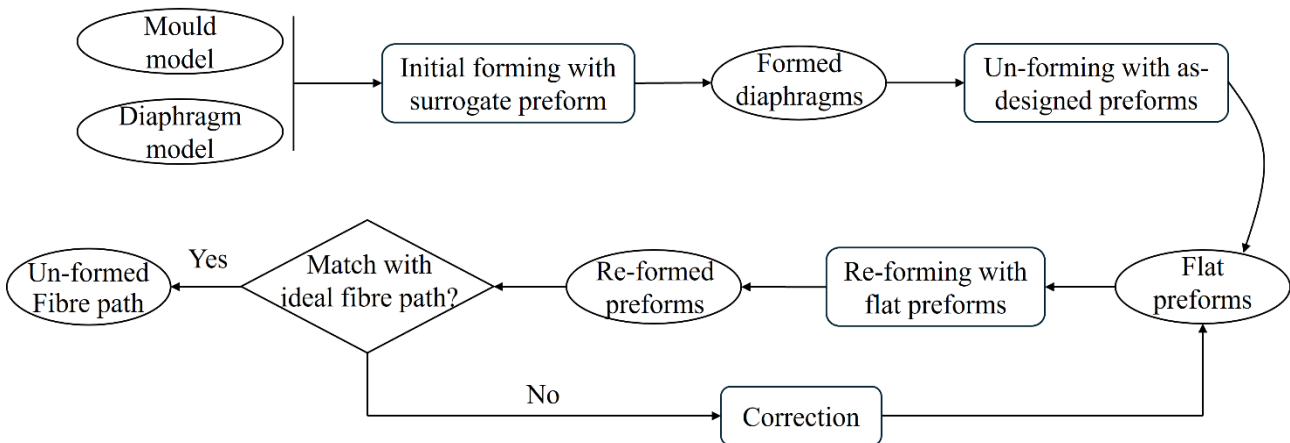 Mould
model
Diaphragm
model
Initial forming with
surrogate preform
Formed
diaphragms
Un-forming with as-
designed preforms
Un-formed
Fibre path
Yes
Match with
ideal fibre path?
Re-formed
preforms
Re-forming with
flat preforms
Flat
preforms
No
Correction